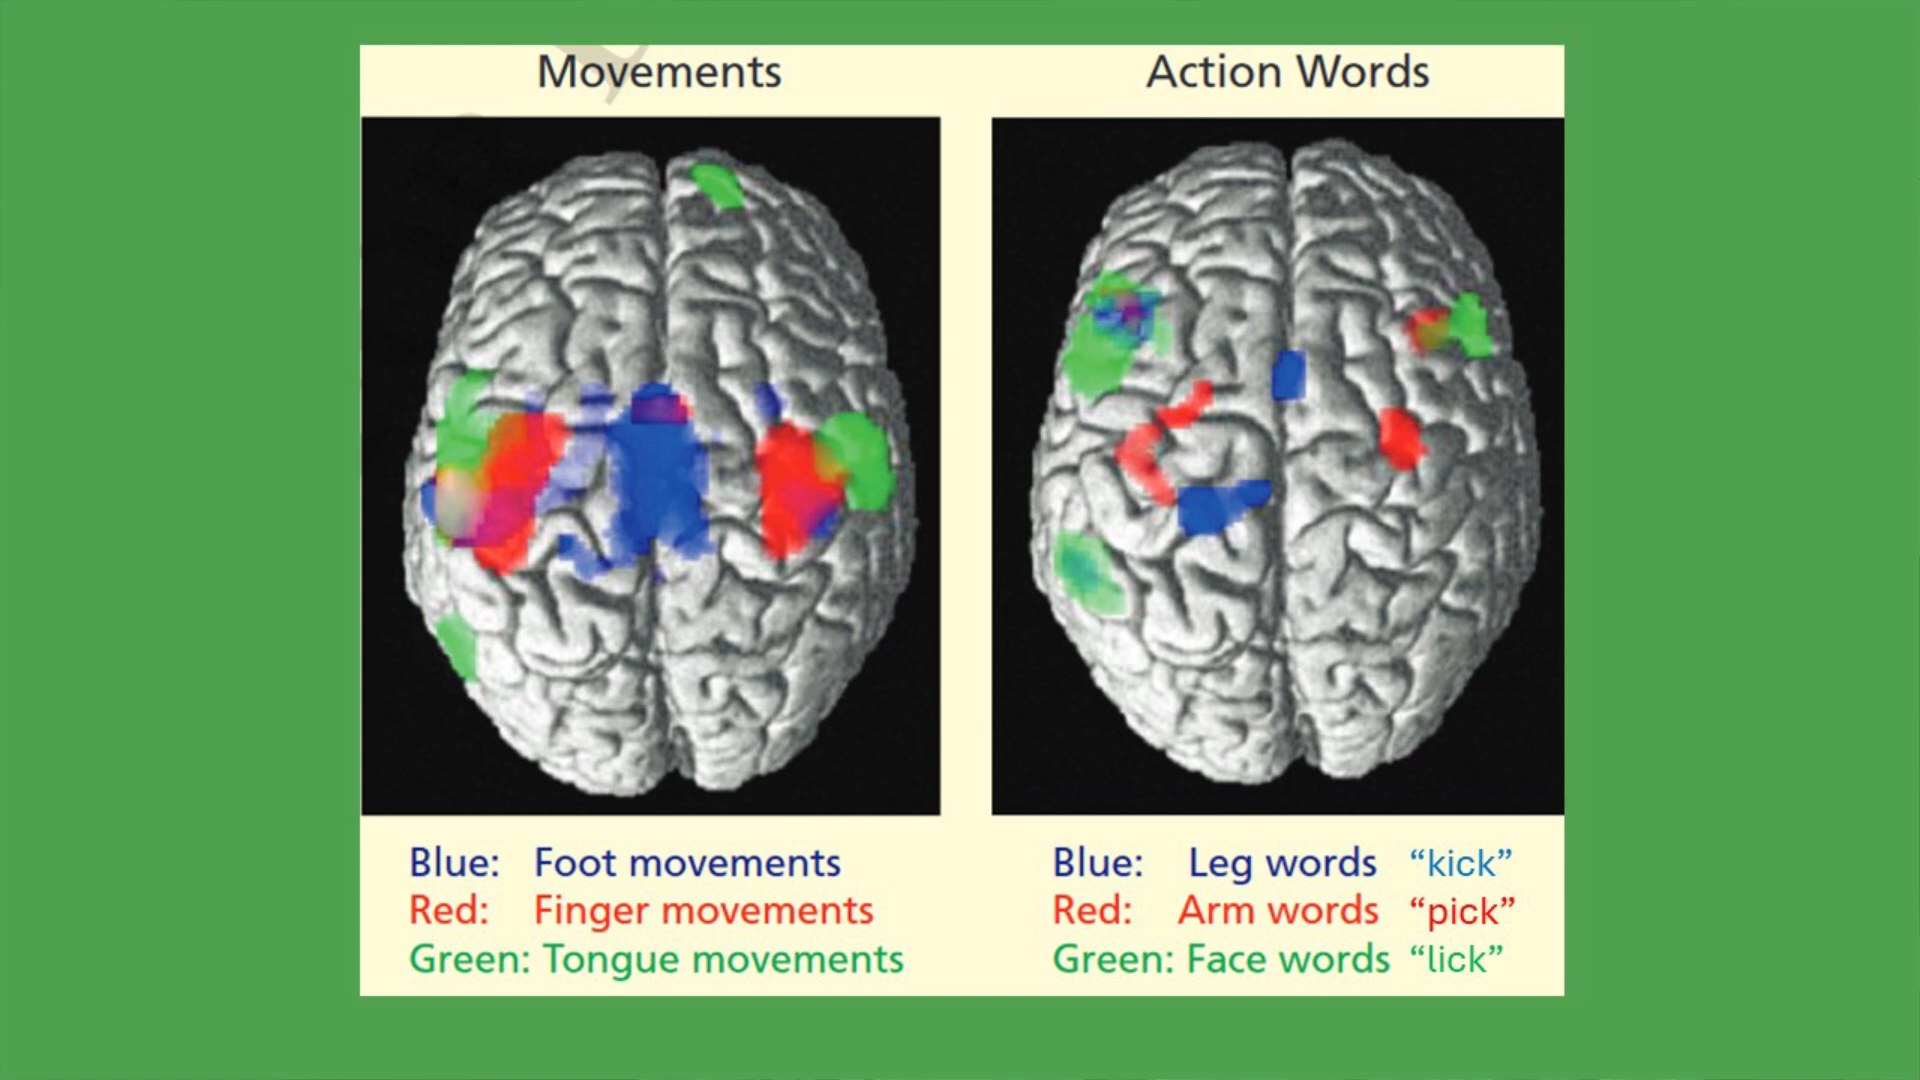 Movements
Action Words
Blue: Foot movements
Red: Finger movements
Green: Tongue movements
Blue: Leg words "kick"
Red: Arm words "pick"
Green: Face words "lick"